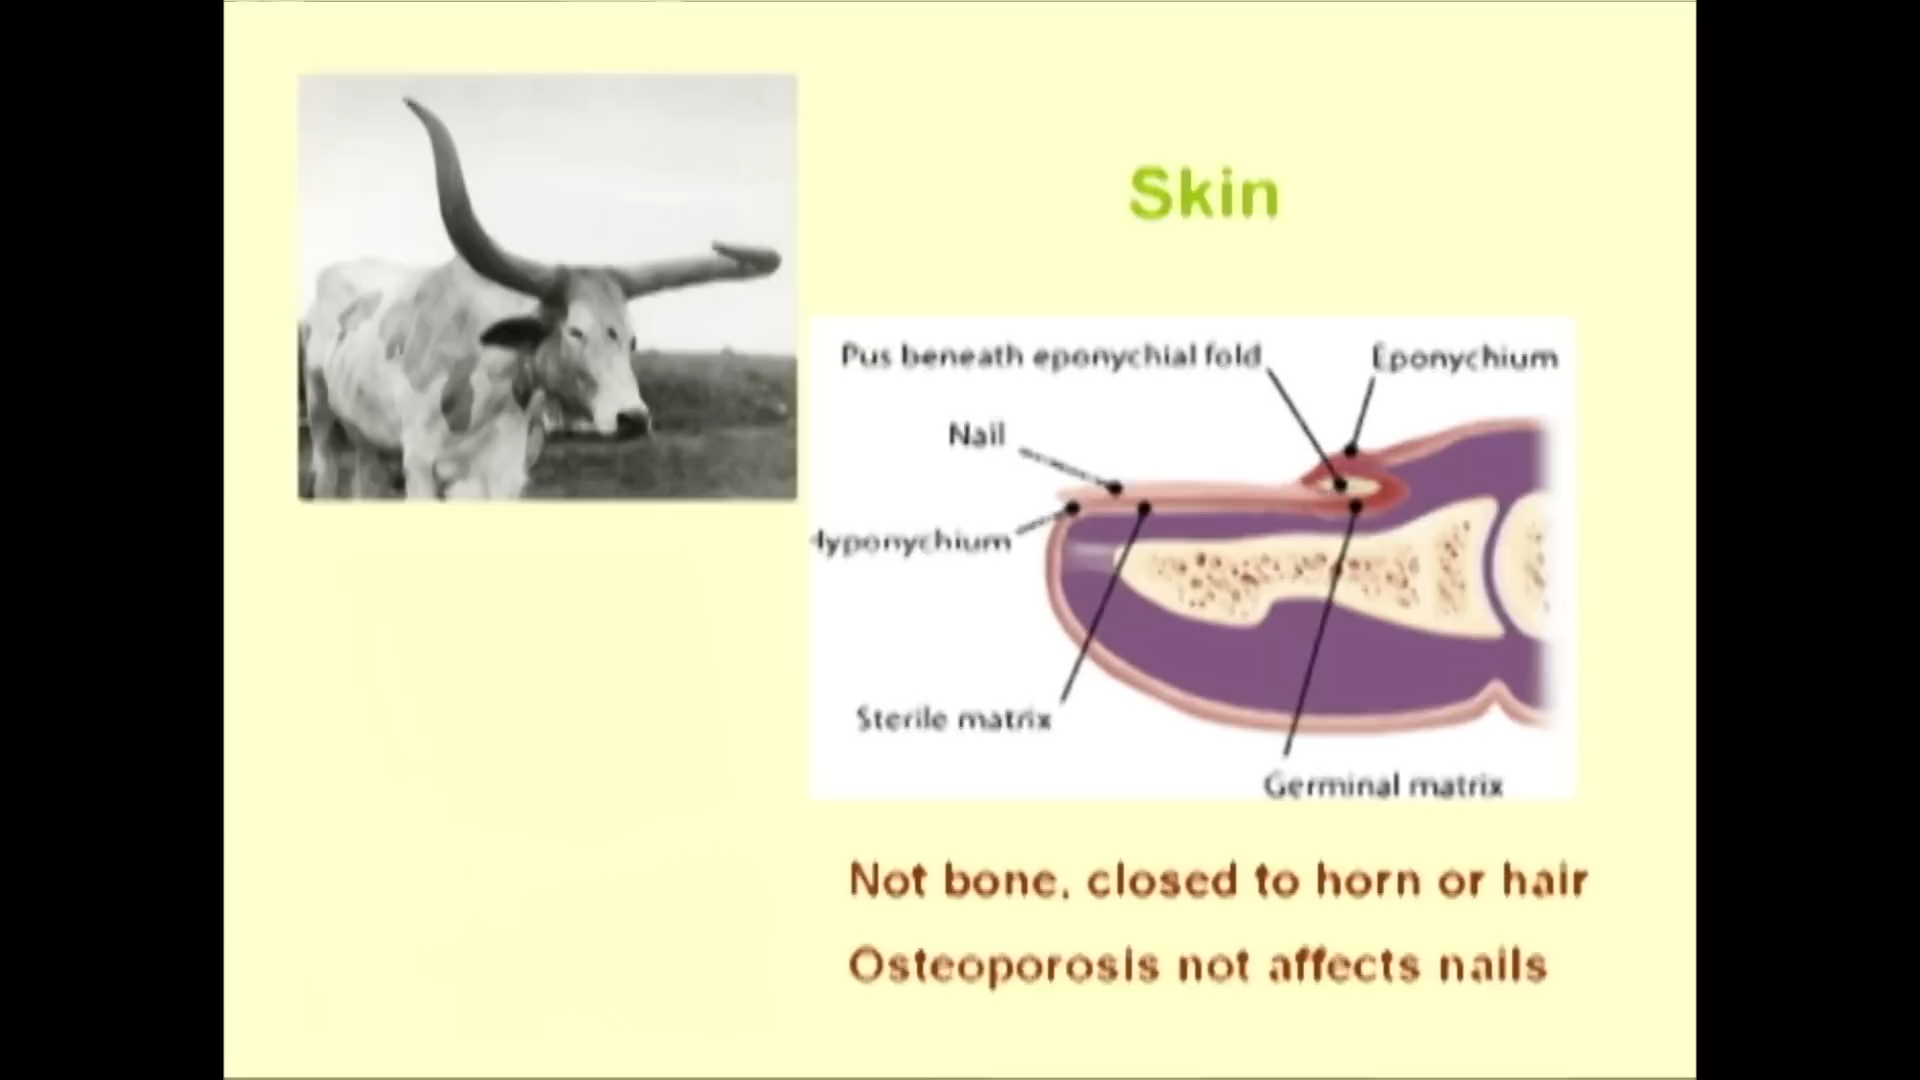 Skin
Pus beneath eponychial fold
Eponychium
Nail
Hyponychium
Sterile matrix
Germinal matrix
Not bone, closed to horn or hair
Osteoporosis not affects nails